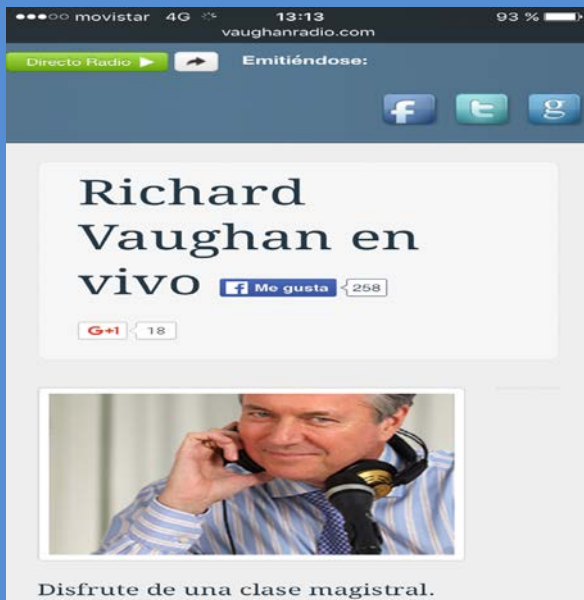 movistar 4G 13:13 93 %
vaughanradio.com
Directo Radio Emitiéndose:
Richard
Vaughan en
vivo Me gusta 258
G+1 18
Disfrute de una clase magistral.